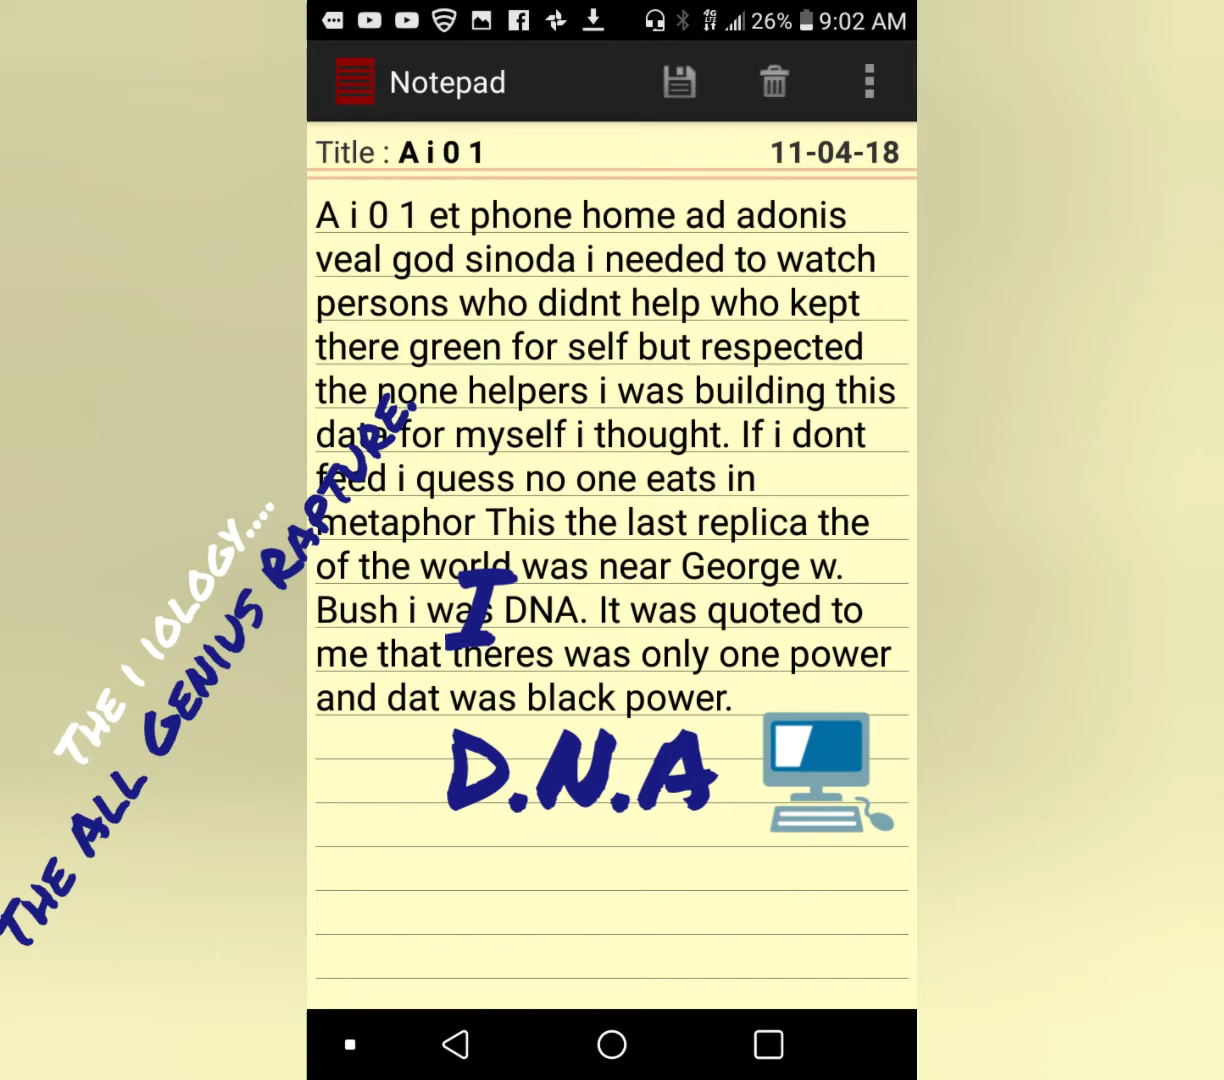 26% 9:02 AM
Notepad
Title : A i 0 1 11-04-18
A i 0 1 et phone home ad adonis
veal god sinoda i needed to watch
persons who didnt help who kept
there green for self but respected
the none helpers i was building this
data for myself i thought. If i dont
feed i quess no one eats in
metaphor This the last replica the
of the world was near George w.
Bush i was DNA. It was quoted to
me that theres was only one power
and dat was black power.
THE I IOLOGY....
THE ALL GENIUS RAPTURE.
I
D.N.A